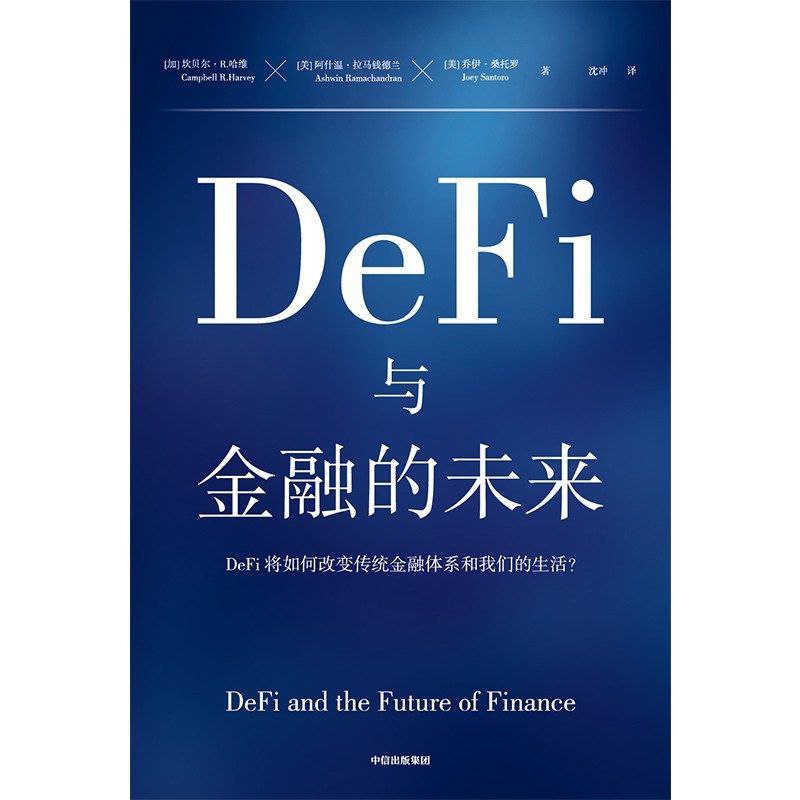 [加] 坎贝尔·R.哈维 [美] 阿什温·拉马钱德兰 [美] 乔伊·桑托罗 著 沈冲 译
Campbell R.Harvey Ashwin Ramachandran Joey Santoro
DeFi
与
金融的未来
DeFi 将如何改变传统金融体系和我们的生活?
DeFi and the Future of Finance
中信出版集团